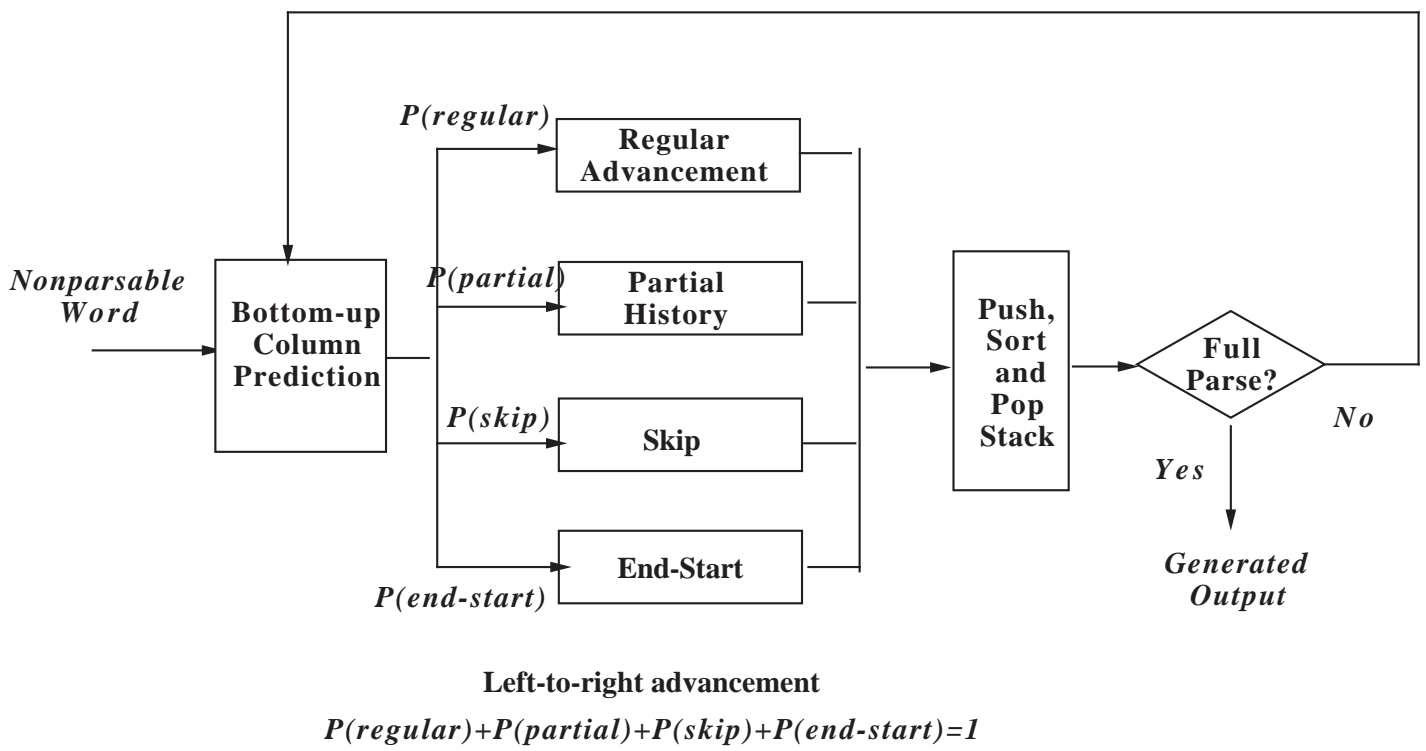 P(regular)
Regular
Advancement
Nonparsable
Word
Bottom-up
Column
Prediction
P(partial)
Partial
History
P(skip)
Skip
P(end-start)
End-Start
Push,
Sort
and
Pop
Stack
Full
Parse?
No
Yes
Generated
Output
Left-to-right advancement
P(regular)+P(partial)+P(skip)+P(end-start)=1